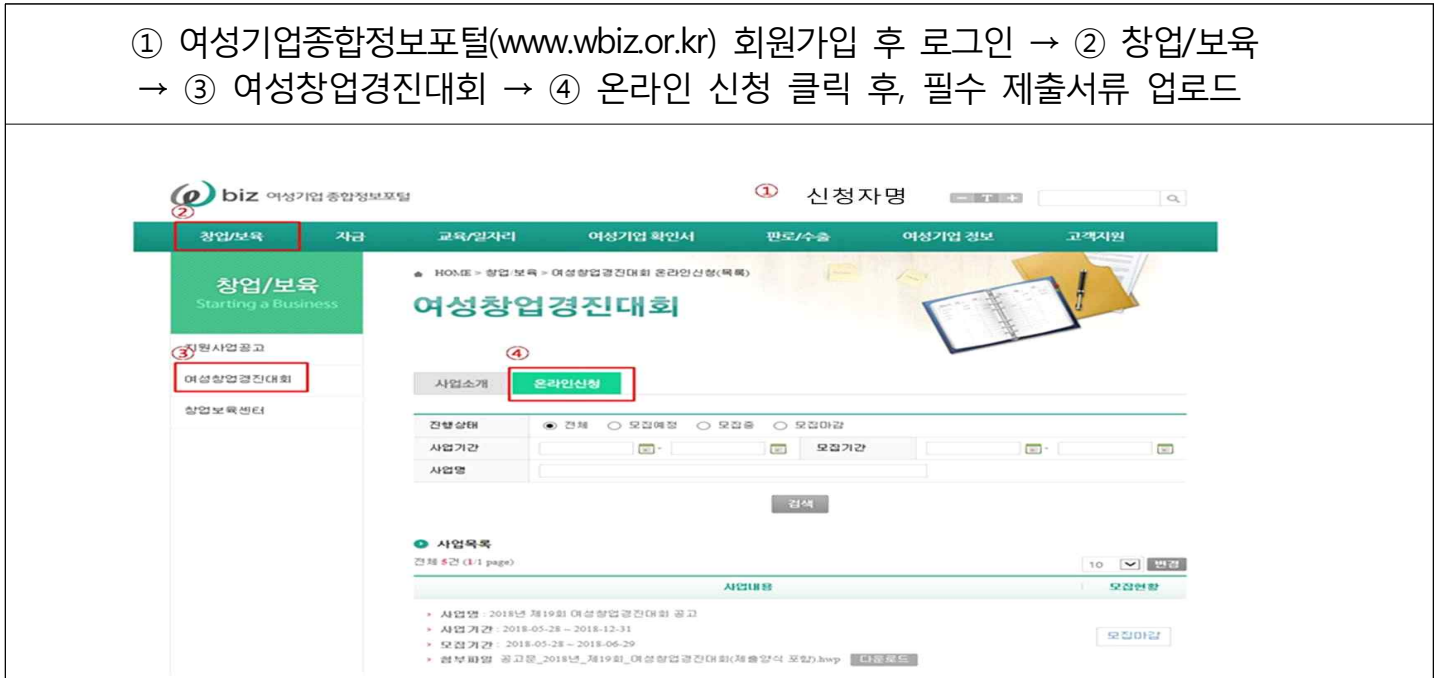 ① 여성기업종합정보포털(www.wbiz.or.kr) 회원가입 후 로그인 → ② 창업/보육
→ ③ 여성창업경진대회 → ④ 온라인 신청 클릭 후, 필수 제출서류 업로드
biz 여성기업 종합정보포털
① 신청자명
- T +
②
창업/보육 자금 교육/일자리 여성기업 확인서 판로/수출 여성기업 정보 고객지원
창업/보육
Starting a Business
HOME > 창업/보육 > 여성창업경진대회 온라인신청(목록)
여성창업경진대회
지원사업공고
③
여성창업경진대회
창업보육센터
④
사업소개 온라인신청
진행상태 전체 모집예정 모집중 모집마감
사업기간 - 모집기간 -
사업명
검색
사업목록
전체 5건 (1/1 page)
10 변경
사업내용 모집현황
사업명 : 2018년 제19회 여성창업경진대회 공고
사업기간 : 2018-05-28 ~ 2018-12-31
모집기간 : 2018-05-28 ~ 2018-06-29
모집마감
첨부파일 공고문_2018년_제19회_여성창업경진대회(제출양식 포함).hwp 다운로드